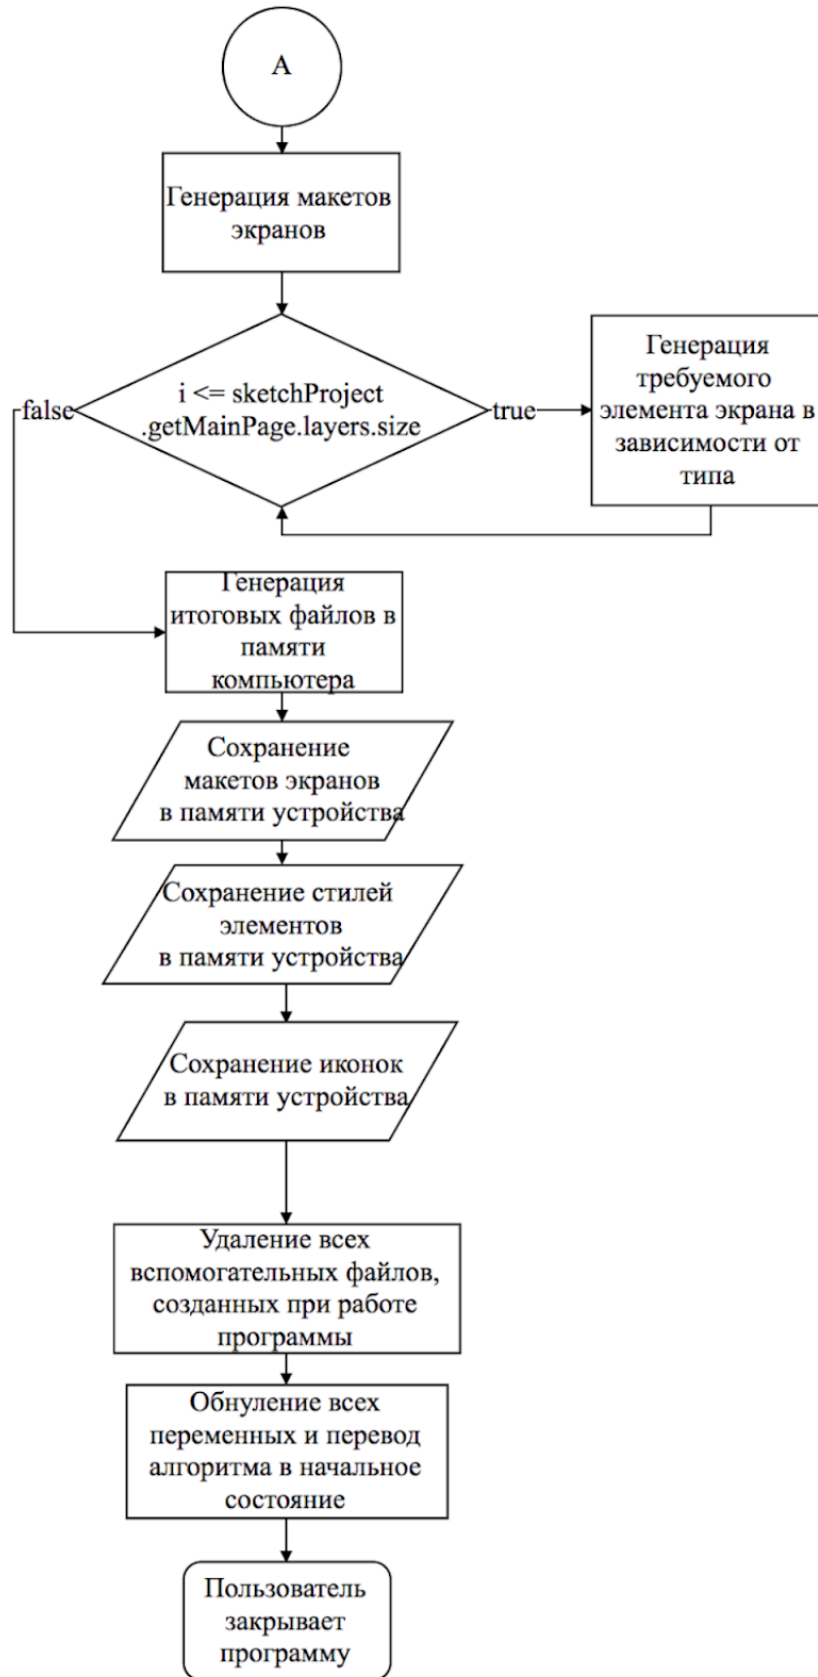 А
Генерация макетов
экранов
i <= sketchProject
.getMainPage.layers.size
false
true
Генерация
требуемого
элемента экрана в
зависимости от
типа
Генерация
итоговых файлов в
памяти
компьютера
Сохранение
макетов экранов
в памяти устройства
Сохранение стилей
элементов
в памяти устройства
Сохранение иконок
в памяти устройства
Удаление всех
вспомогательных файлов,
созданных при работе
программы
Обнуление всех
переменных и перевод
алгоритма в начальное
состояние
Пользователь
закрывает
программу